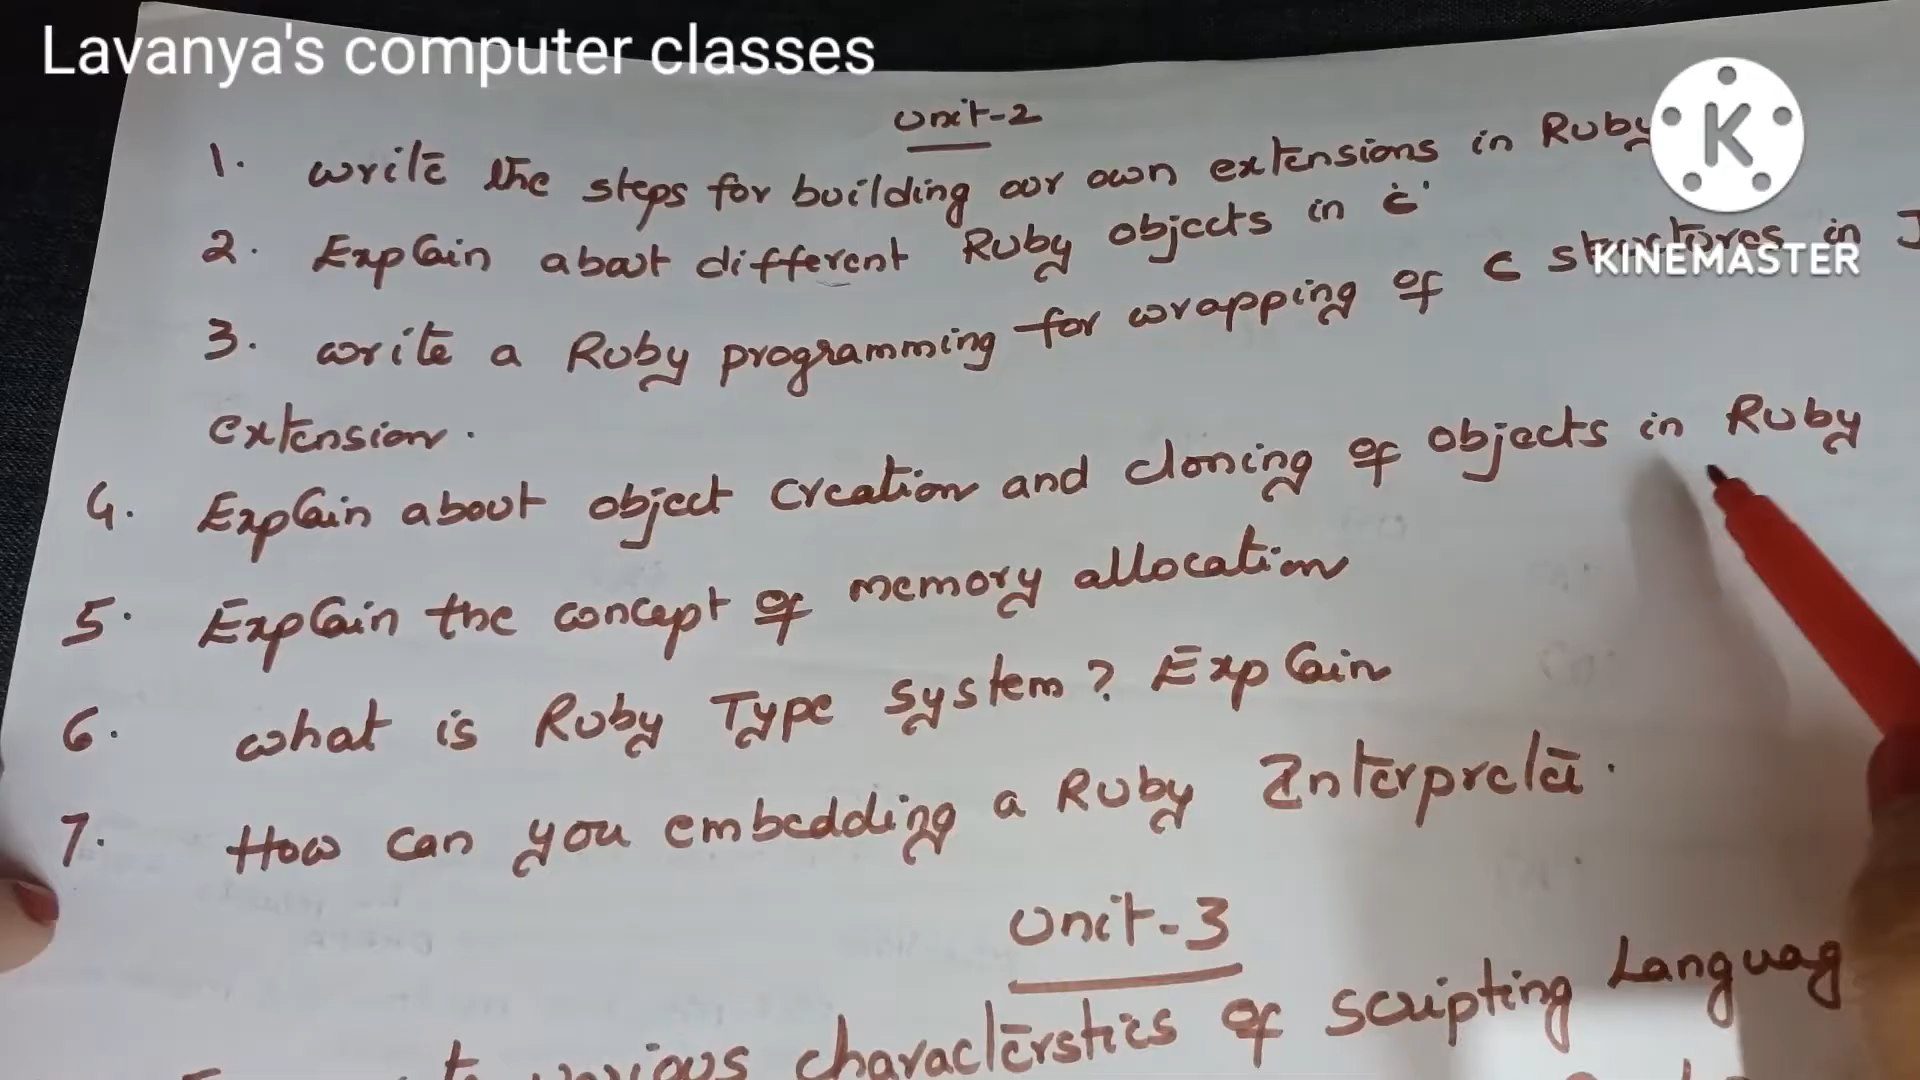 Lavanya's computer classes
Unit-2
1. write the steps for building our own extensions in Ruby
2. Explain about different Ruby objects in 'c'
3. write a Ruby programming for wrapping of C structures in
extension.
4. Explain about object creation and cloning of objects in Ruby
5. Explain the concept of memory allocation
6. what is Ruby Type system? Explain
7. How can you embedding a Ruby Interpreter.
Unit-3
various characterstics of scripting Languag
K
KINEMASTER